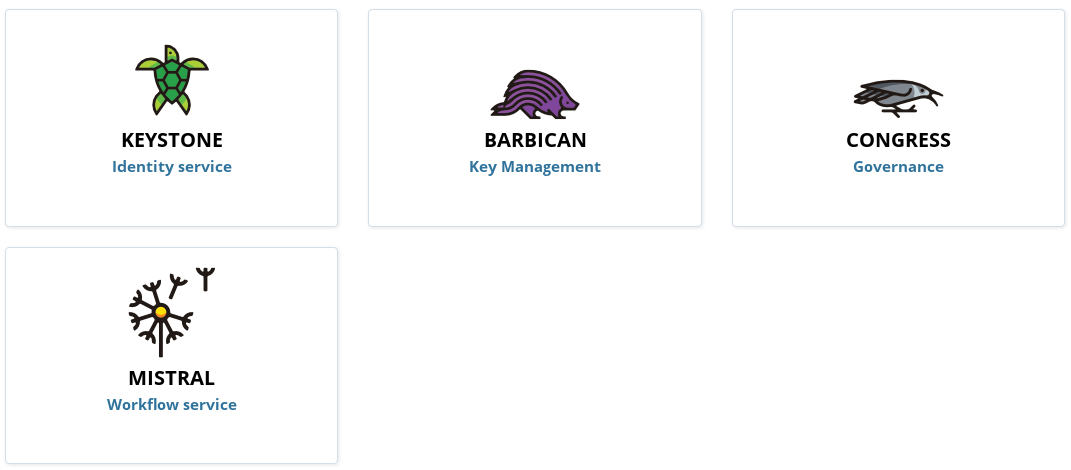 KEYSTONE
Identity service
BARBICAN
Key Management
CONGRESS
Governance
MISTRAL
Workflow service